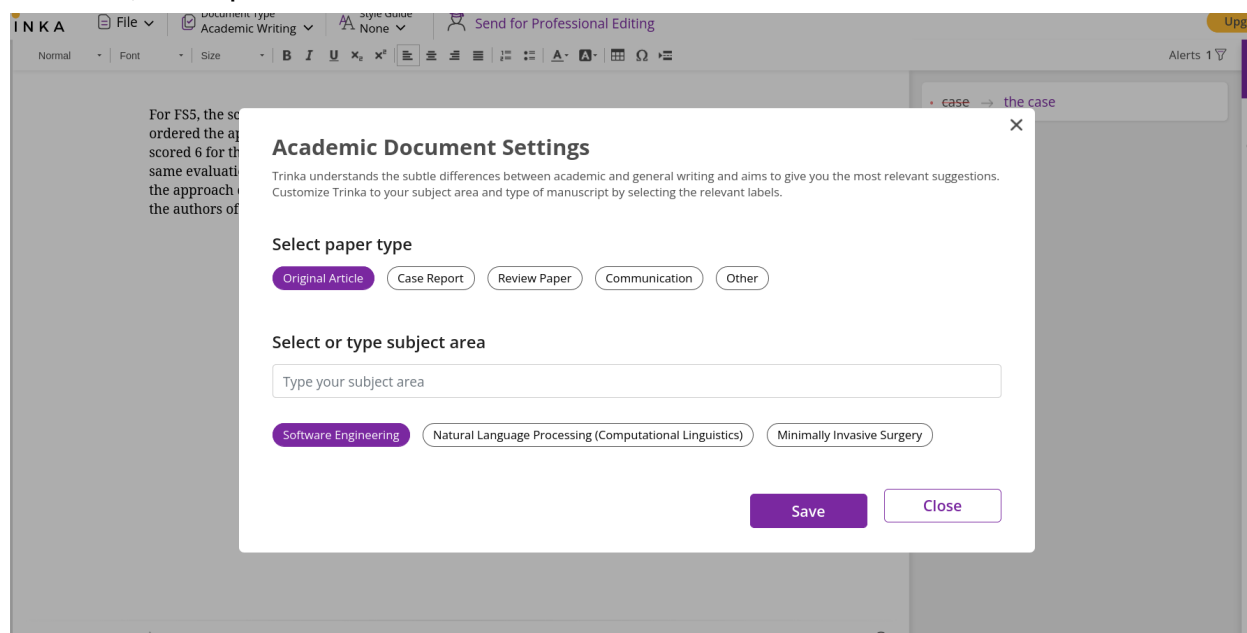 INKA File Document Type Academic Writing Style Guide None Send for Professional Editing Upg
Normal Font Size B I U x₂ x² A A Ω Alerts 1
case → the case
For FS5, the sc
ordered the ap
scored 6 for th
same evaluati
the approach
the authors of
Academic Document Settings
Trinka understands the subtle differences between academic and general writing and aims to give you the most relevant suggestions.
Customize Trinka to your subject area and type of manuscript by selecting the relevant labels.
Select paper type
Original Article Case Report Review Paper Communication Other
Select or type subject area
Type your subject area
Software Engineering Natural Language Processing (Computational Linguistics) Minimally Invasive Surgery
Save Close